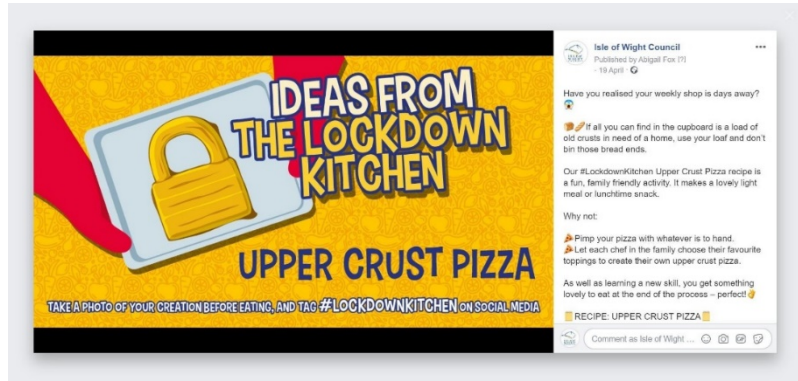 IDEAS FROM
THE LOCKDOWN
KITCHEN
UPPER CRUST PIZZA
TAKE A PHOTO OF YOUR CREATION BEFORE EATING, AND TAG #LOCKDOWNKITCHEN ON SOCIAL MEDIA
Isle of Wight Council
Published by Abigail Fox [?]
· 19 April ·
Have you realised your weekly shop is days away?
😱
🍞🥖If all you can find in the cupboard is a load of
old crusts in need of a home, use your loaf and don't
bin those bread ends.
Our #LockdownKitchen Upper Crust Pizza recipe is
a fun, family friendly activity. It makes a lovely light
meal or lunchtime snack.
Why not:
🍕Pimp your pizza with whatever is to hand.
🍕Let each chef in the family choose their favourite
toppings to create their own upper crust pizza.
As well as learning a new skill, you get something
lovely to eat at the end of the process – perfect!👌
📒RECIPE: UPPER CRUST PIZZA📒
Comment as Isle of Wight ...
GIF